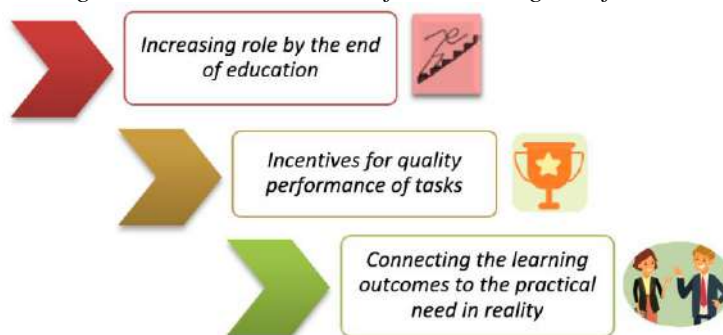 Increasing role by the end
of education
Incentives for quality
performance of tasks
Connecting the learning
outcomes to the practical
need in reality